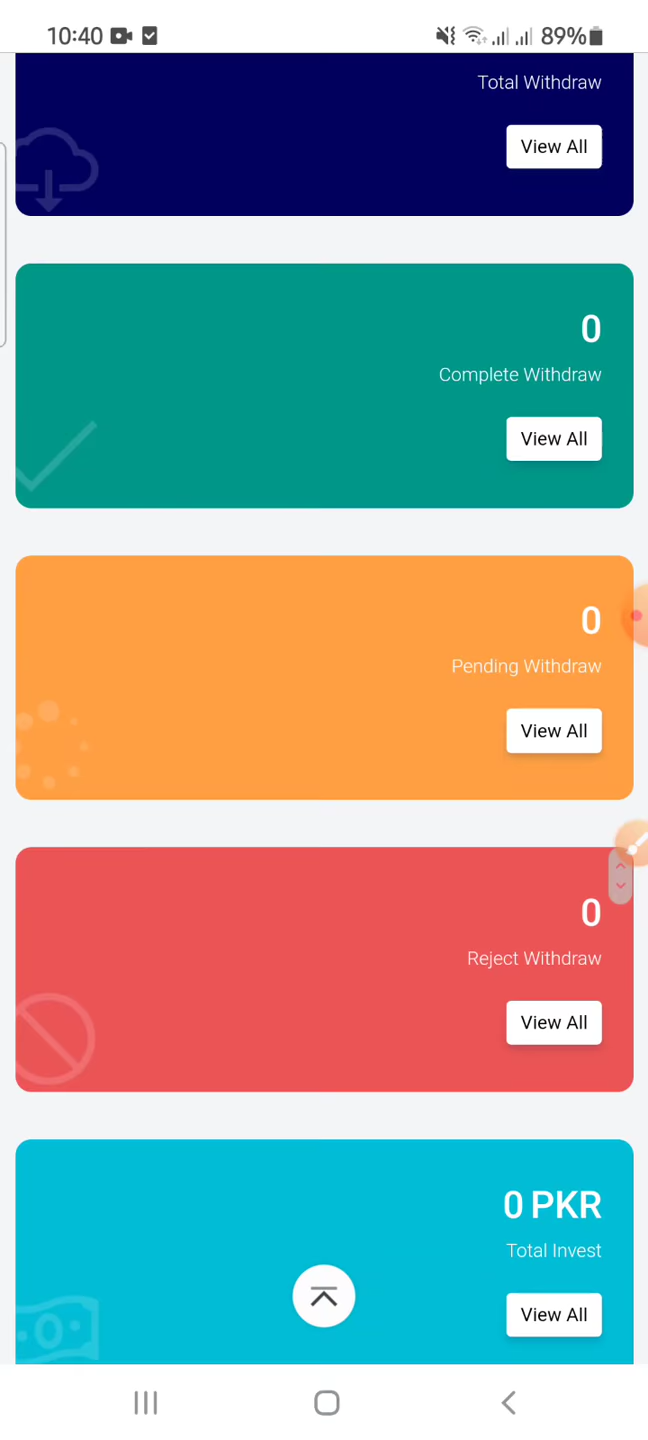 10:40
89%
Total Withdraw
View All
0
Complete Withdraw
View All
0
Pending Withdraw
View All
0
Reject Withdraw
View All
0 PKR
Total Invest
View All